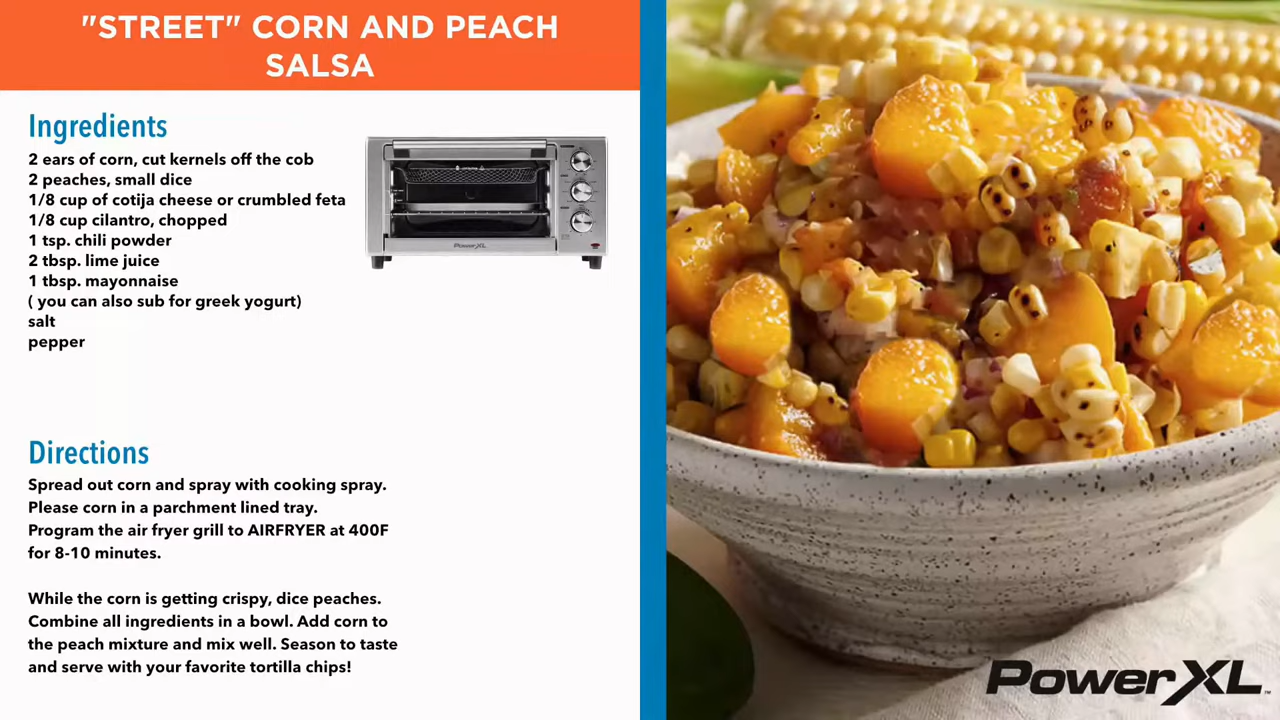 "STREET" CORN AND PEACH
SALSA
Ingredients
2 ears of corn, cut kernels off the cob
2 peaches, small dice
1/8 cup of cotija cheese or crumbled feta
1/8 cup cilantro, chopped
1 tsp. chili powder
2 tbsp. lime juice
1 tbsp. mayonnaise
( you can also sub for greek yogurt)
salt
pepper
PowerXL
Directions
Spread out corn and spray with cooking spray.
Please corn in a parchment lined tray.
Program the air fryer grill to AIRFRYER at 400F
for 8-10 minutes.
While the corn is getting crispy, dice peaches.
Combine all ingredients in a bowl. Add corn to
the peach mixture and mix well. Season to taste
and serve with your favorite tortilla chips!
PowerXL